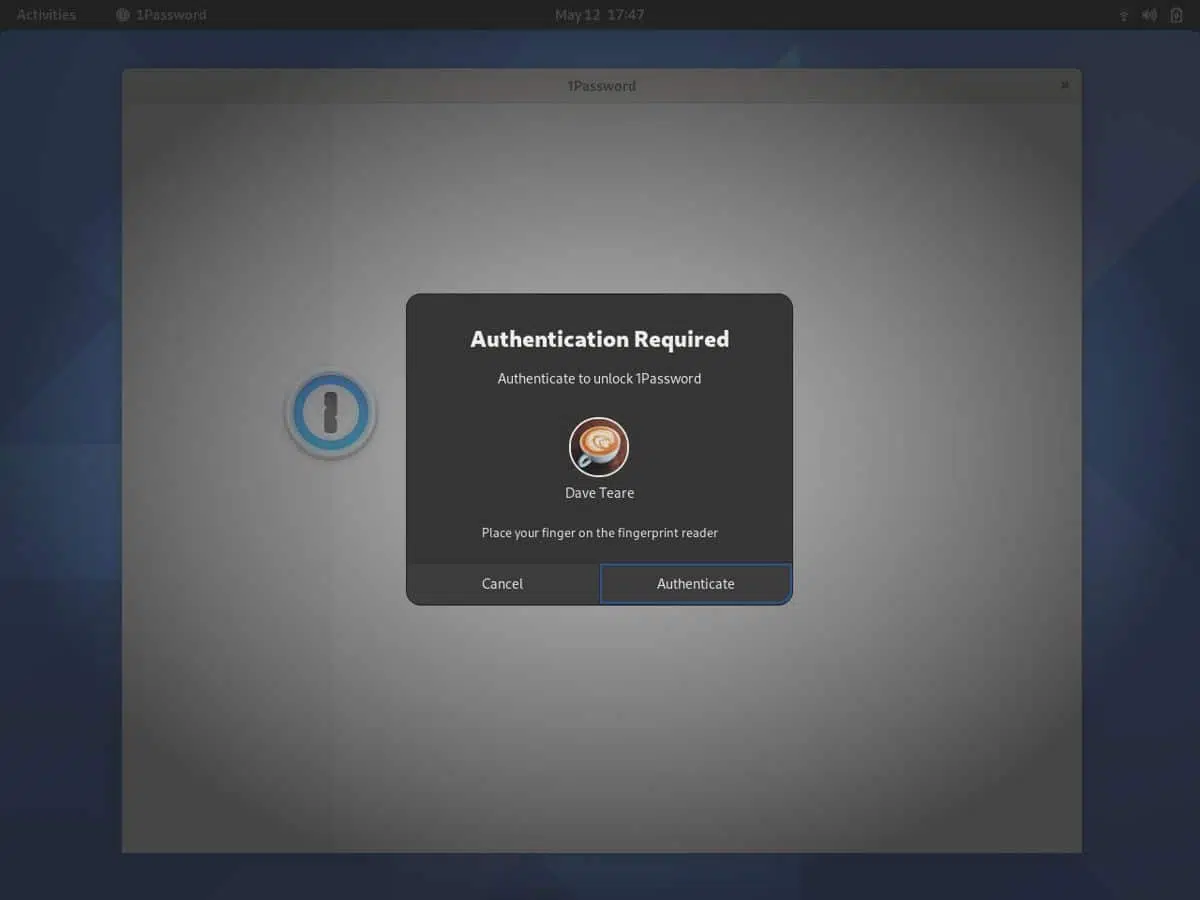 Activities 1Password May 12 17:47
1Password
Authentication Required
Authenticate to unlock 1Password
Dave Teare
Place your finger on the fingerprint reader
Cancel Authenticate